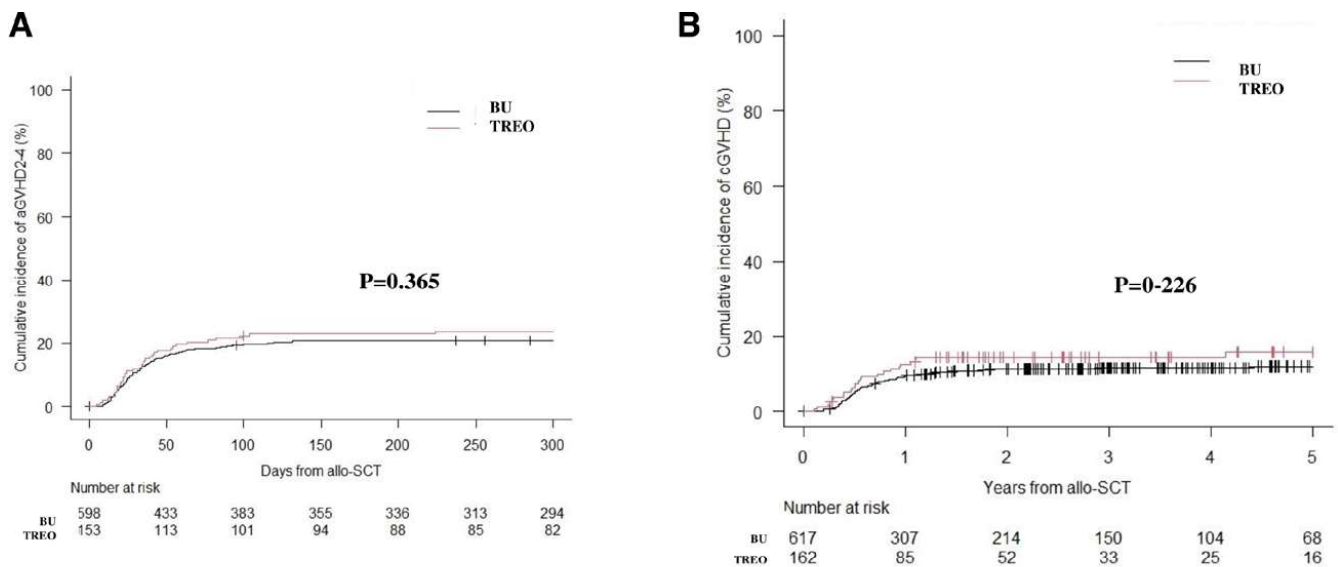 A
Cumulative incidence of aGVHD2-4 (%)
100
80
60
40
20
0
BU
TREO
P=0.365
0 50 100 150 200 250 300
Days from allo-SCT
Number at risk
BU 598 433 383 355 336 313 294
TREO 153 113 101 94 88 85 82
B
Cumulative incidence of cGVHD (%)
100
80
60
40
20
0
BU
TREO
P=0-226
0 1 2 3 4 5
Years from allo-SCT
Number at risk
BU 617 307 214 150 104 68
TREO 162 85 52 33 25 16